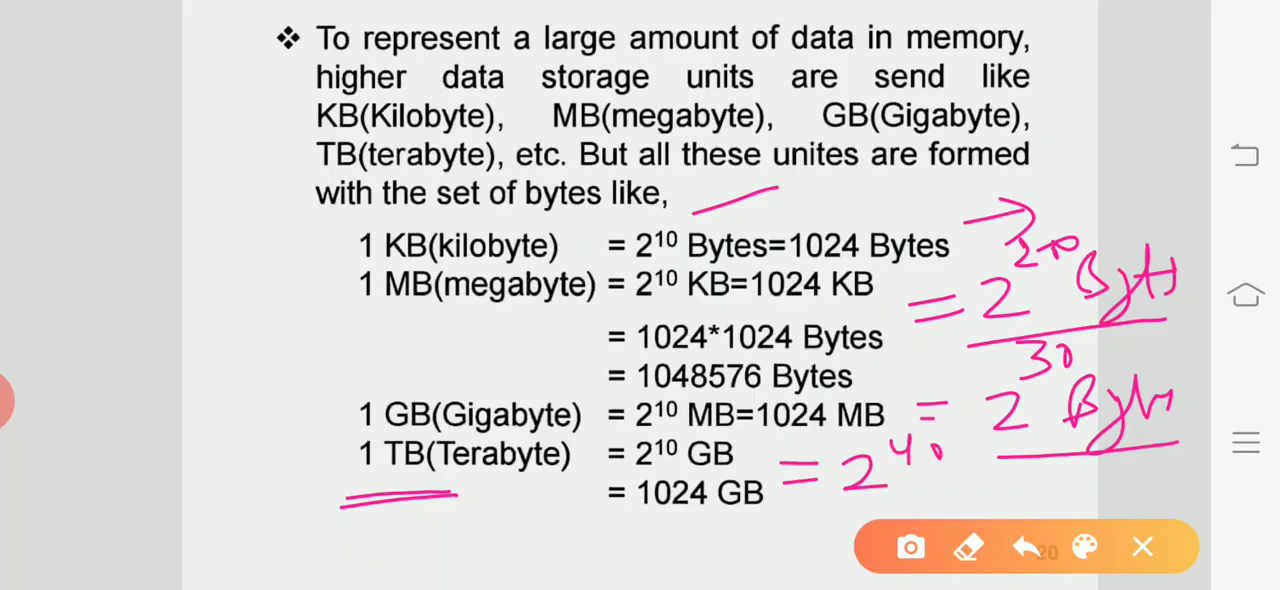 ❖ To represent a large amount of data in memory,
higher data storage units are send like
KB(Kilobyte), MB(megabyte), GB(Gigabyte),
TB(terabyte), etc. But all these unites are formed
with the set of bytes like,
1 KB(kilobyte) = 2¹⁰ Bytes=1024 Bytes
1 MB(megabyte) = 2¹⁰ KB=1024 KB = 2²⁰ Byts
= 1024*1024 Bytes
= 1048576 Bytes
1 GB(Gigabyte) = 2¹⁰ MB=1024 MB = 2³⁰ Byts
1 TB(Terabyte) = 2¹⁰ GB = 2⁴⁰
= 1024 GB
20